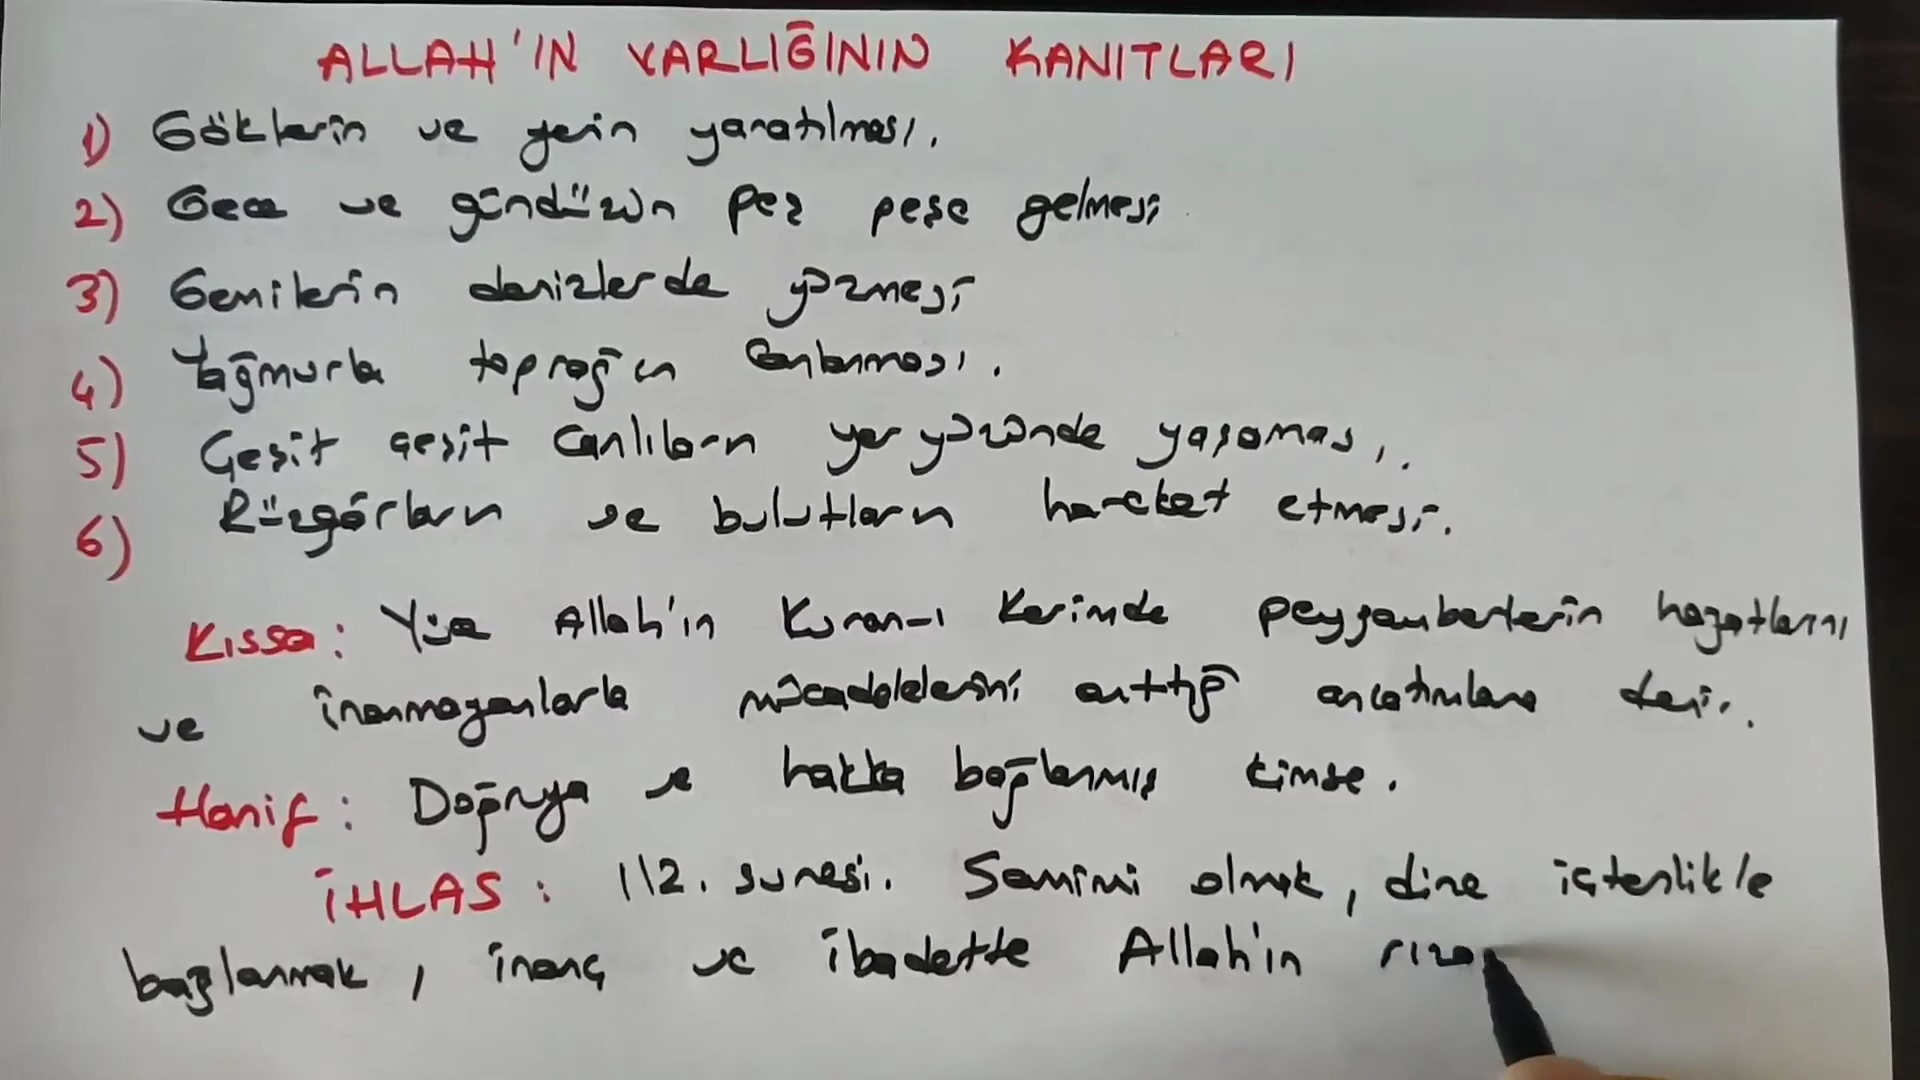 ALLAH'IN VARLIĞININ KANITLARI
1) Göklerin ve yerin yaratılması.
2) Gece ve gündüzün peş peşe gelmesi
3) Gemilerin denizlerde yüzmesi
4) Yağmurla toprağın canlanması.
5) Çeşit çeşit canlıların yeryüzünde yaşaması.
6) Rüzgârların ve bulutların hareket etmesi.
Kıssa: Yüce Allah'ın Kuran-ı Kerimde peygamberlerin hayatlarını
ve inanmayanlarla mücadelelerini denir.
Hanif: Doğruya ve hakka bağlanmış kimse.
İHLAS: 112. suresi. Samimi olmak, dine içtenlikle
bağlanmak, inanç ve ibadette Allah'ın rıza